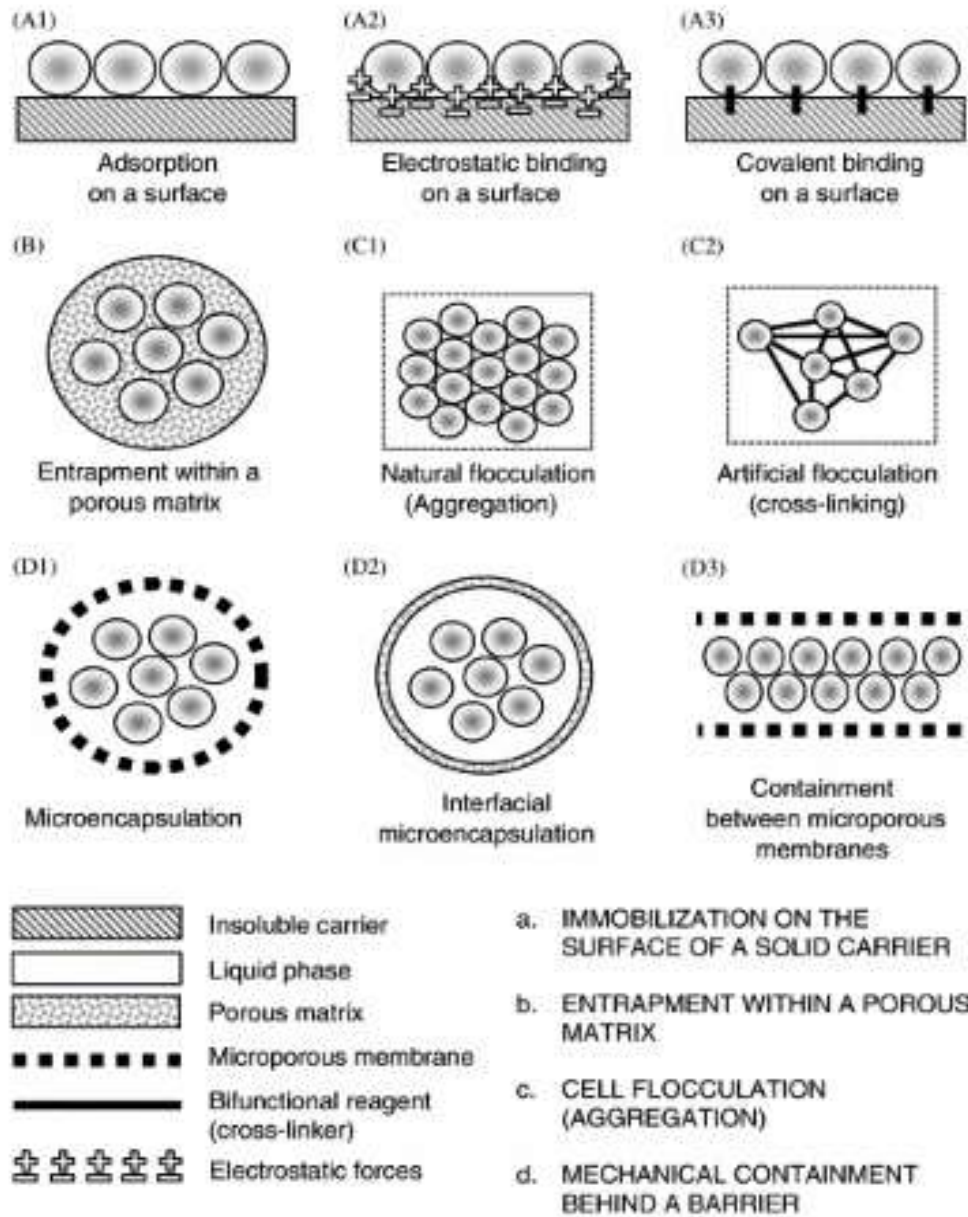 (A1)
(A2)
(A3)
Adsorption
on a surface
Electrostatic binding
on a surface
Covalent binding
on a surface
(B)
(C1)
(C2)
Entrapment within a
porous matrix
Natural flocculation
(Aggregation)
Artificial flocculation
(cross-linking)
(D1)
(D2)
(D3)
Microencapsulation
Interfacial
microencapsulation
Containment
between microporous
membranes
Insoluble carrier
Liquid phase
Porous matrix
Microporous membrane
Bifunctional reagent
(cross-linker)
Electrostatic forces
a. IMMOBILIZATION ON THE
SURFACE OF A SOLID CARRIER
b. ENTRAPMENT WITHIN A POROUS
MATRIX
c. CELL FLOCCULATION
(AGGREGATION)
d. MECHANICAL CONTAINMENT
BEHIND A BARRIER